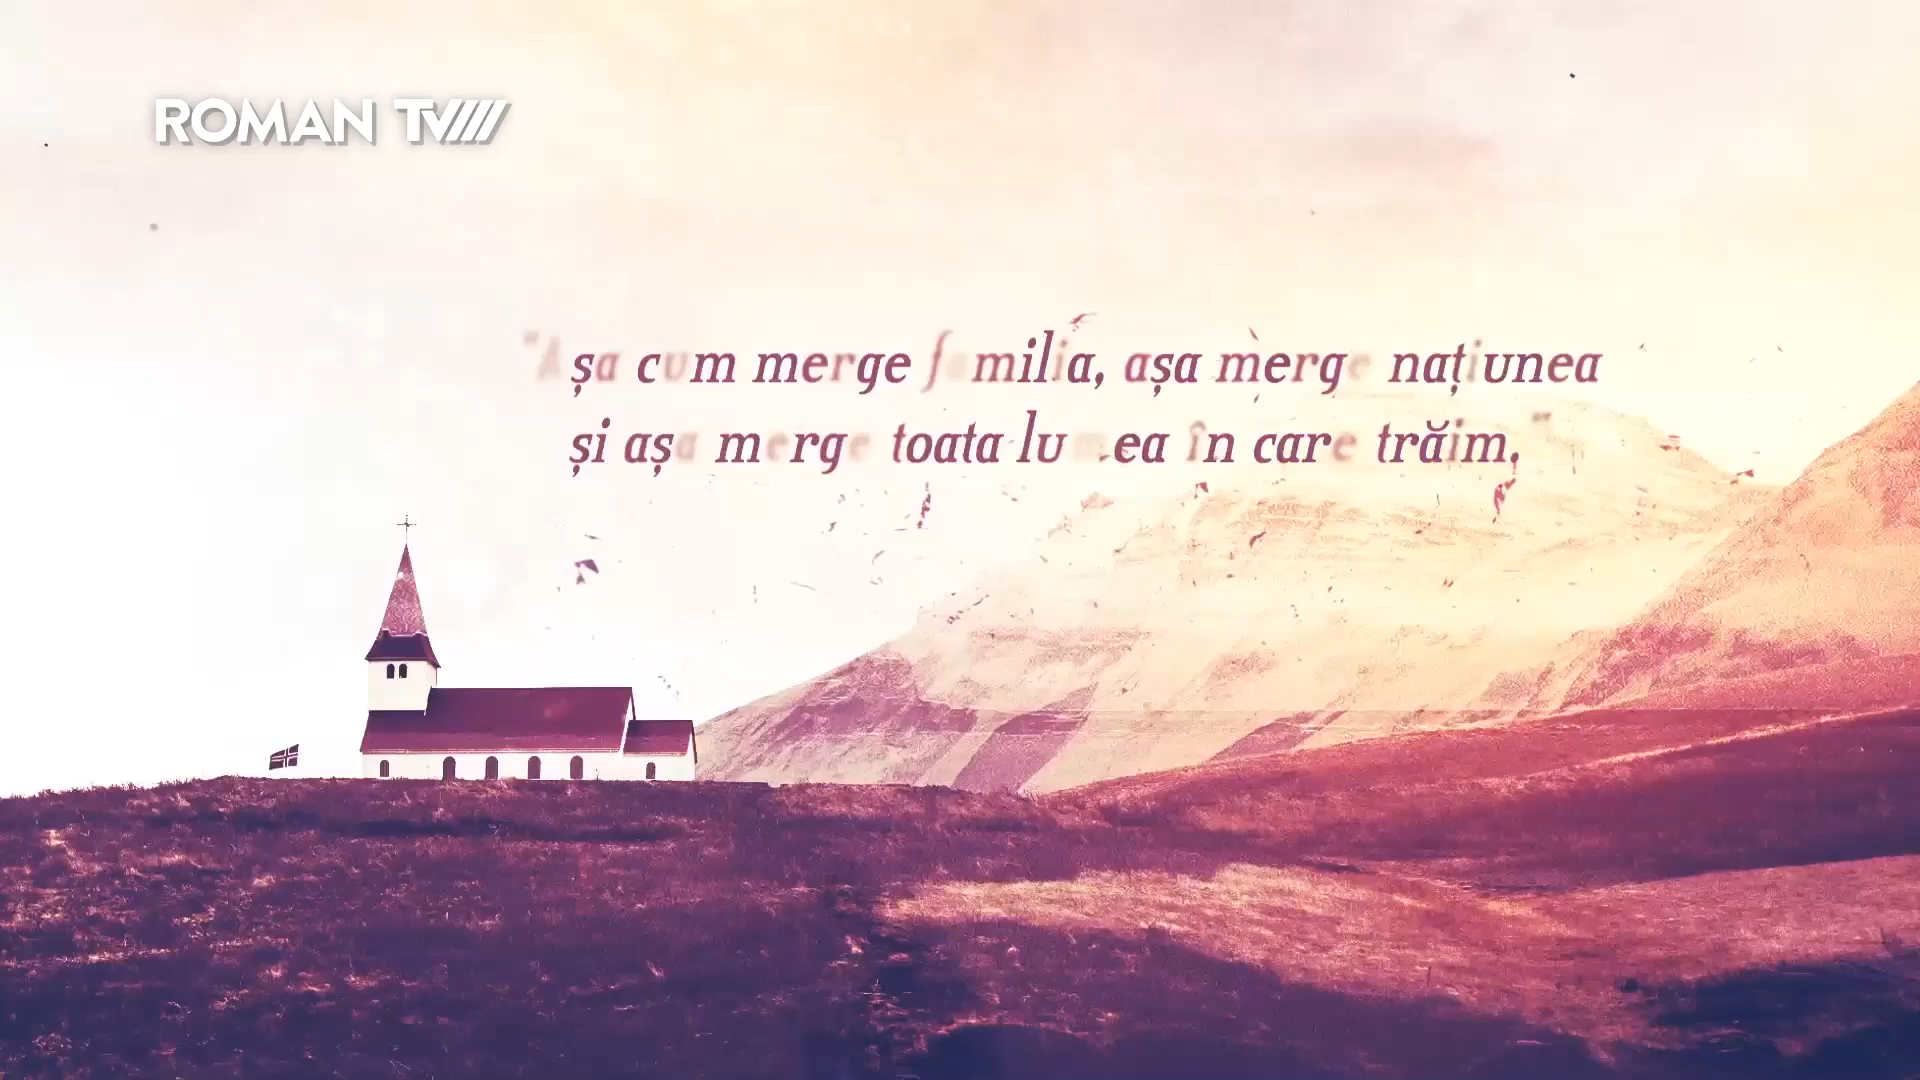 ROMAN TV
"Așa cum merge familia, așa merge națiunea
și așa merge toata lumea în care trăim."